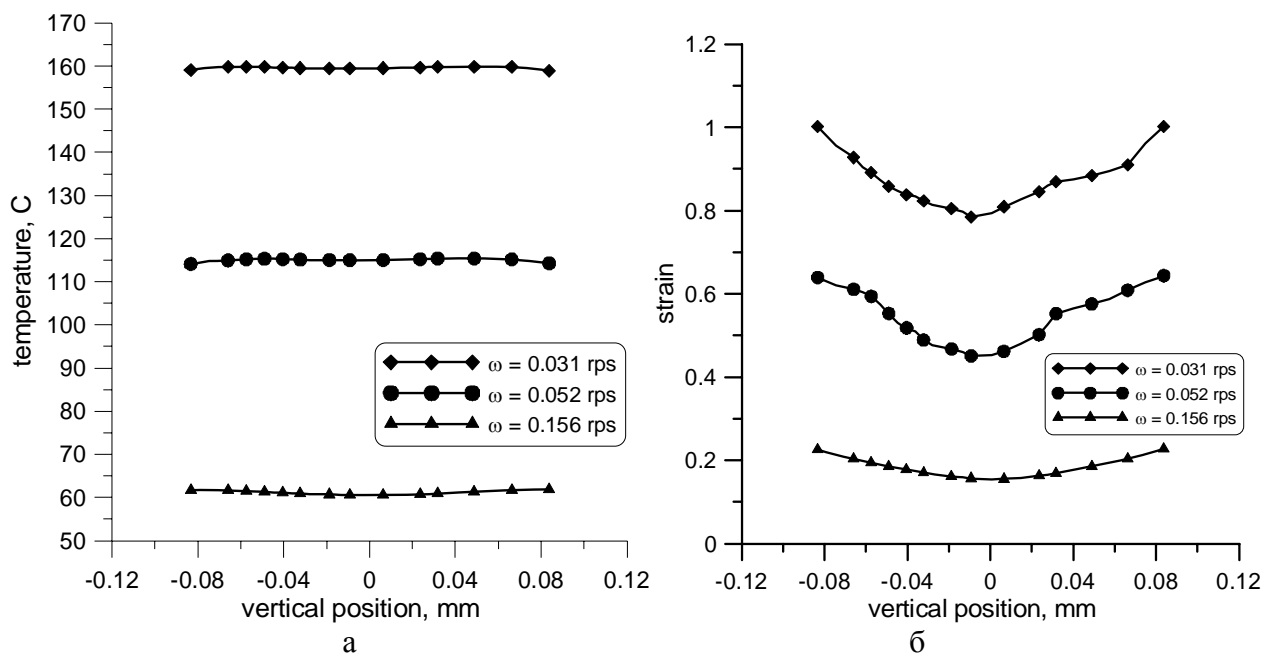 170
160
150
140
130
120
110
100
90
80
70
60
50
temperature, C
-0.12
-0.08
-0.04
0
0.04
0.08
0.12
vertical position, mm
ω = 0.031 rps
ω = 0.052 rps
ω = 0.156 rps
а
1.2
1
0.8
0.6
0.4
0.2
0
strain
-0.12
-0.08
-0.04
0
0.04
0.08
0.12
vertical position, mm
ω = 0.031 rps
ω = 0.052 rps
ω = 0.156 rps
б